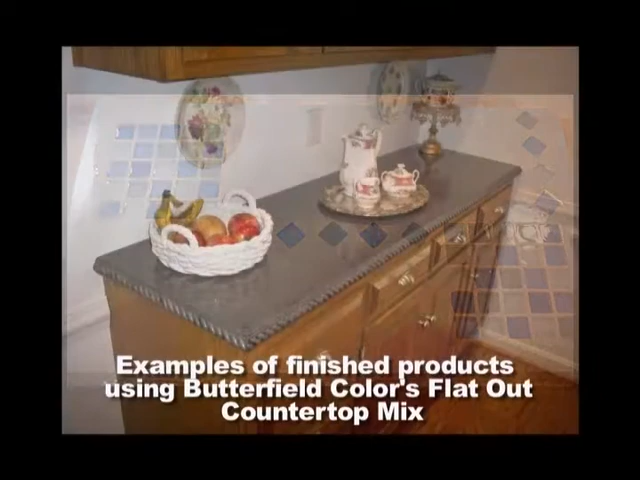 Examples of finished products
using Butterfield Color's Flat Out
Countertop Mix